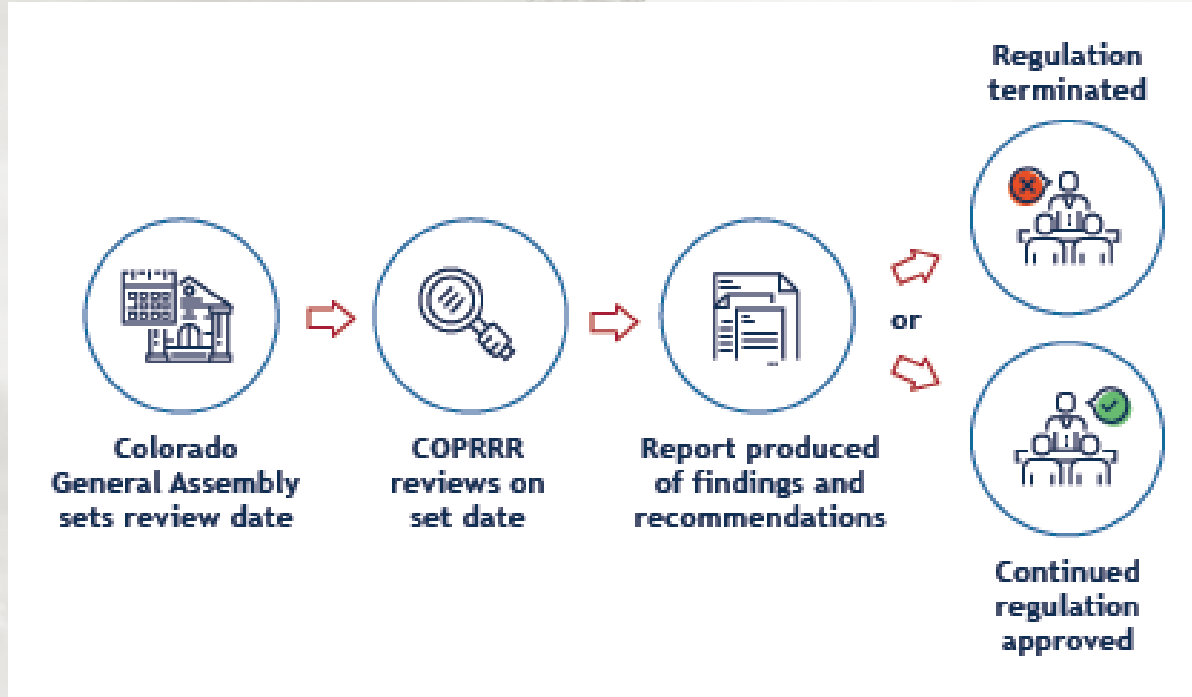 Colorado
General Assembly
sets review date
COPRRR
reviews on
set date
Report produced
of findings and
recommendations
Regulation
terminated
or
Continued
regulation
approved